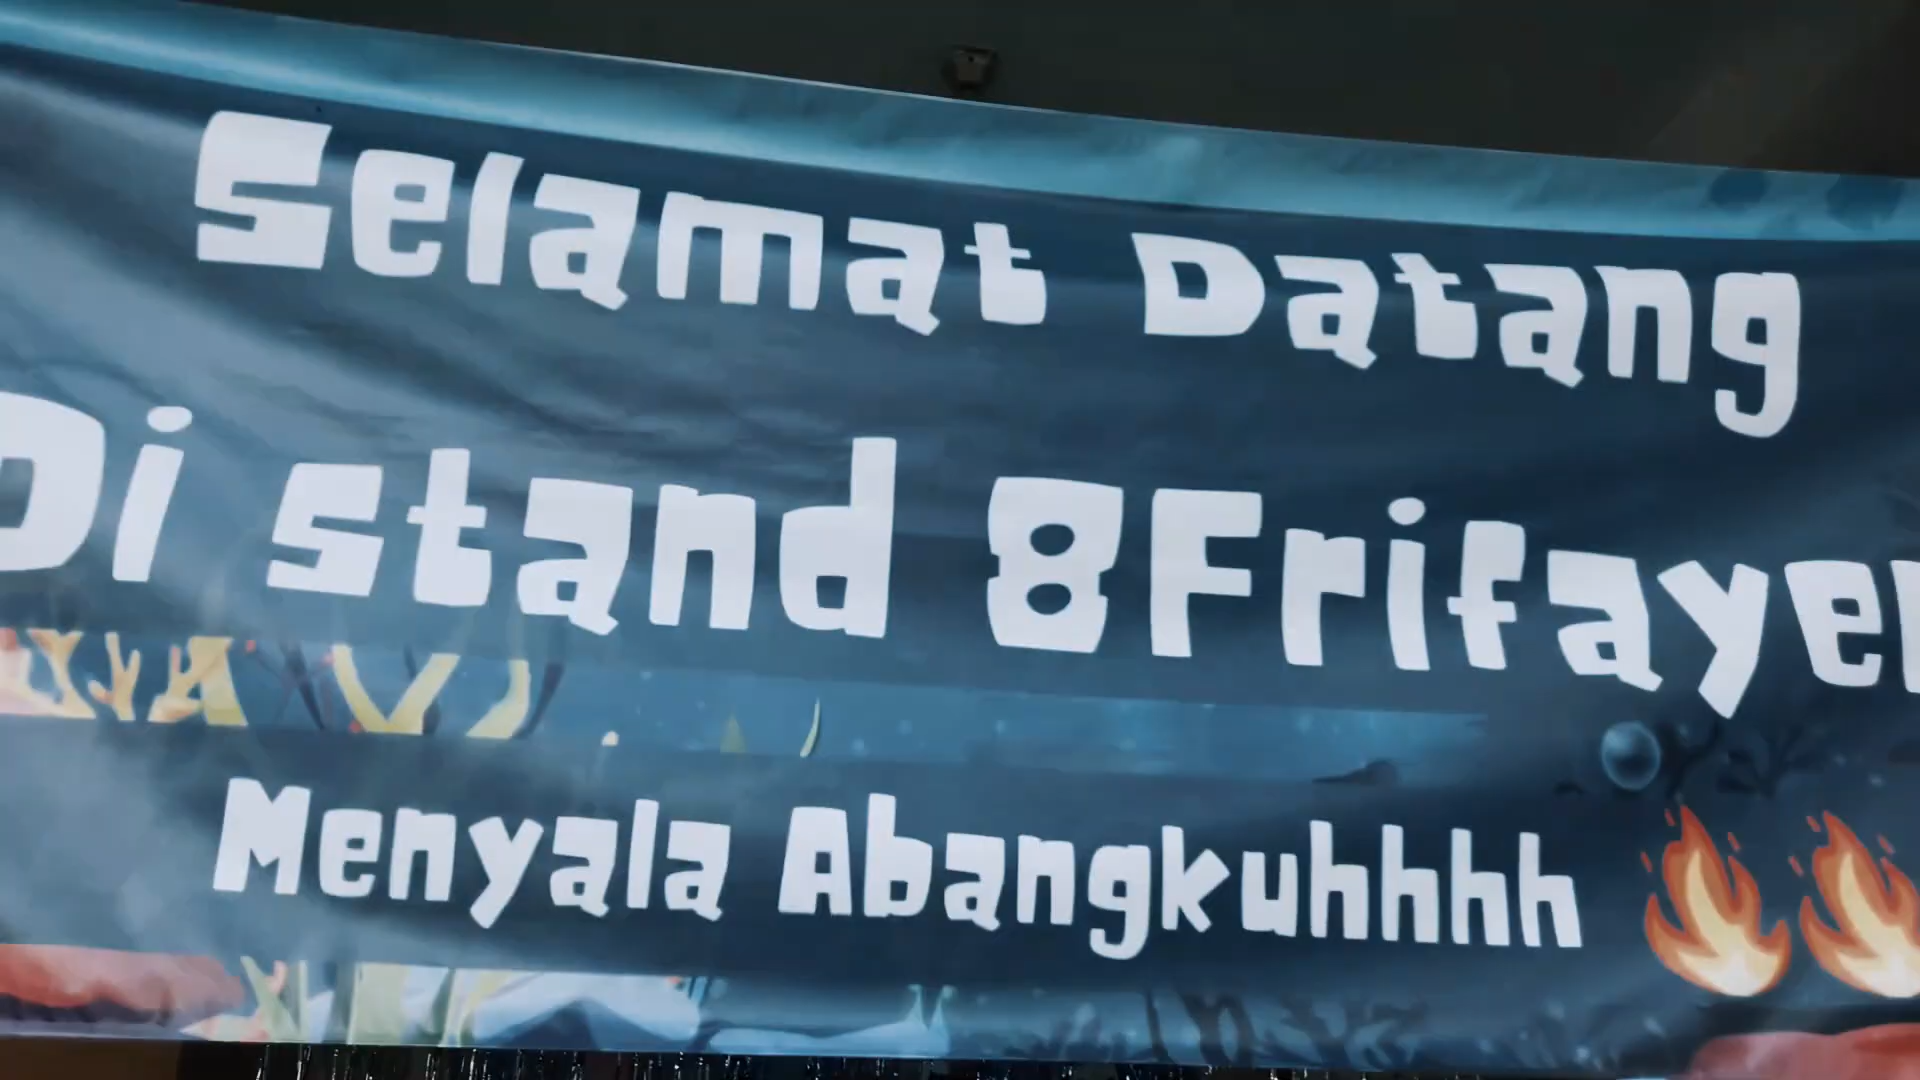 Selamat Datang
Di stand 8Frifayer
Menyala Abangkuhhhh 🔥🔥